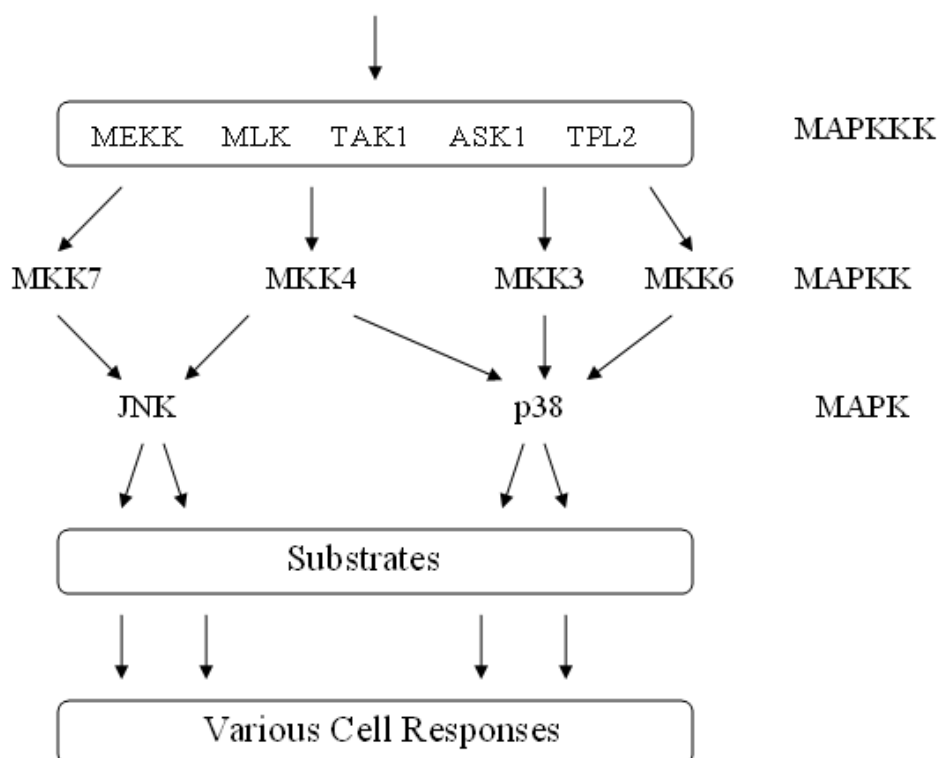 MEKK MLK TAK1 ASK1 TPL2 MAPKKK
MKK7 MKK4 MKK3 MKK6 MAPKK
JNK p38 MAPK
Substrates
Various Cell Responses